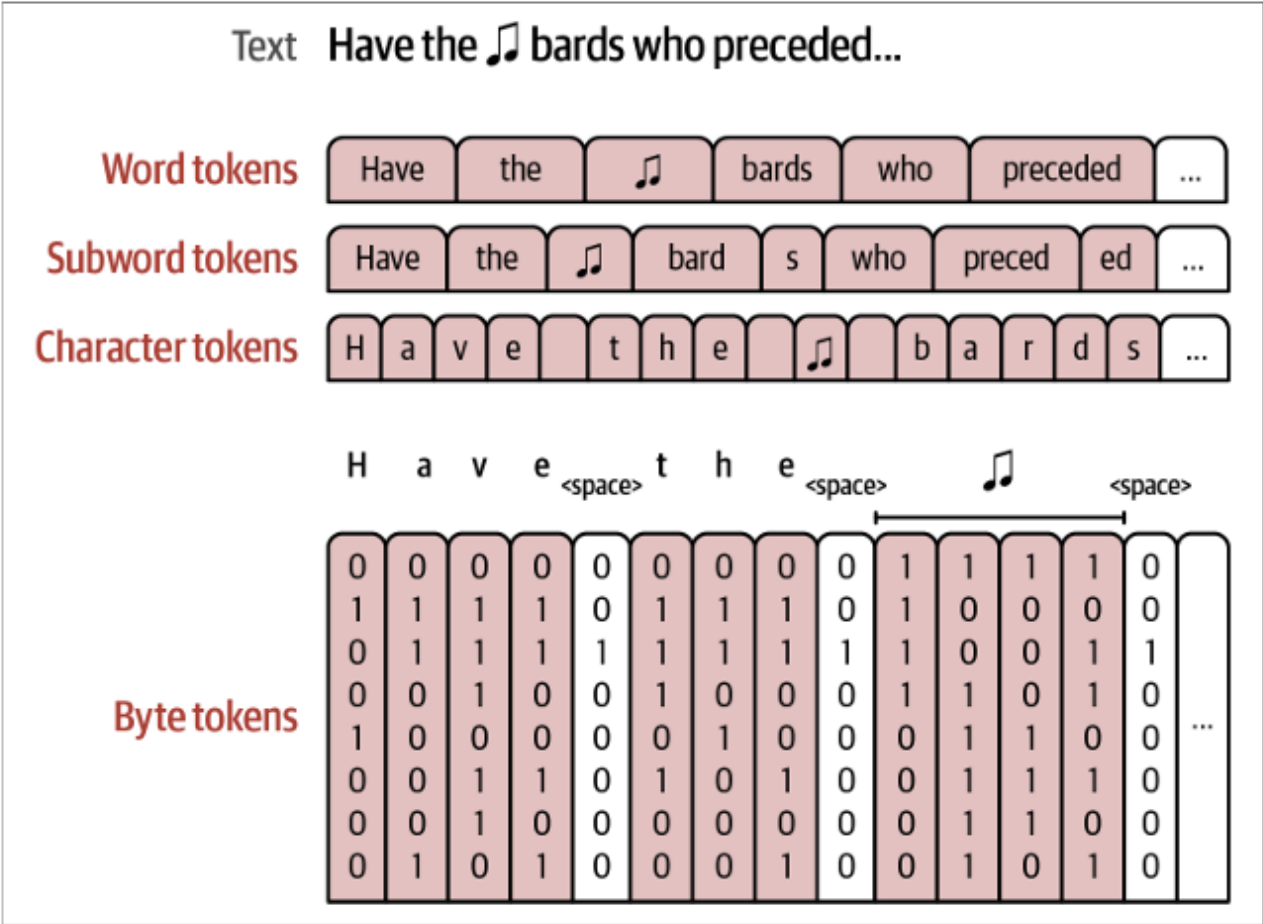 Text Have the ♫ bards who preceded...
Word tokens Have the ♫ bards who preceded ...
Subword tokens Have the ♫ bard s who preced ed ...
Character tokens H a v e t h e ♫ b a r d s ...
H a v e <space> t h e <space> ♫ <space>
0 0 0 0 0 0 0 0 0 1 1 1 1 0
1 1 1 1 0 1 1 1 0 1 0 0 0 0
0 1 1 1 1 1 1 1 1 1 0 0 1 1
0 0 1 0 0 1 0 0 0 1 1 0 1 0
Byte tokens ...
1 0 0 0 0 0 1 0 0 0 1 1 0 0
0 0 1 1 0 1 0 1 0 0 1 1 1 0
0 0 1 0 0 0 0 0 0 0 1 1 0 0
0 1 0 1 0 0 0 1 0 0 1 0 1 0